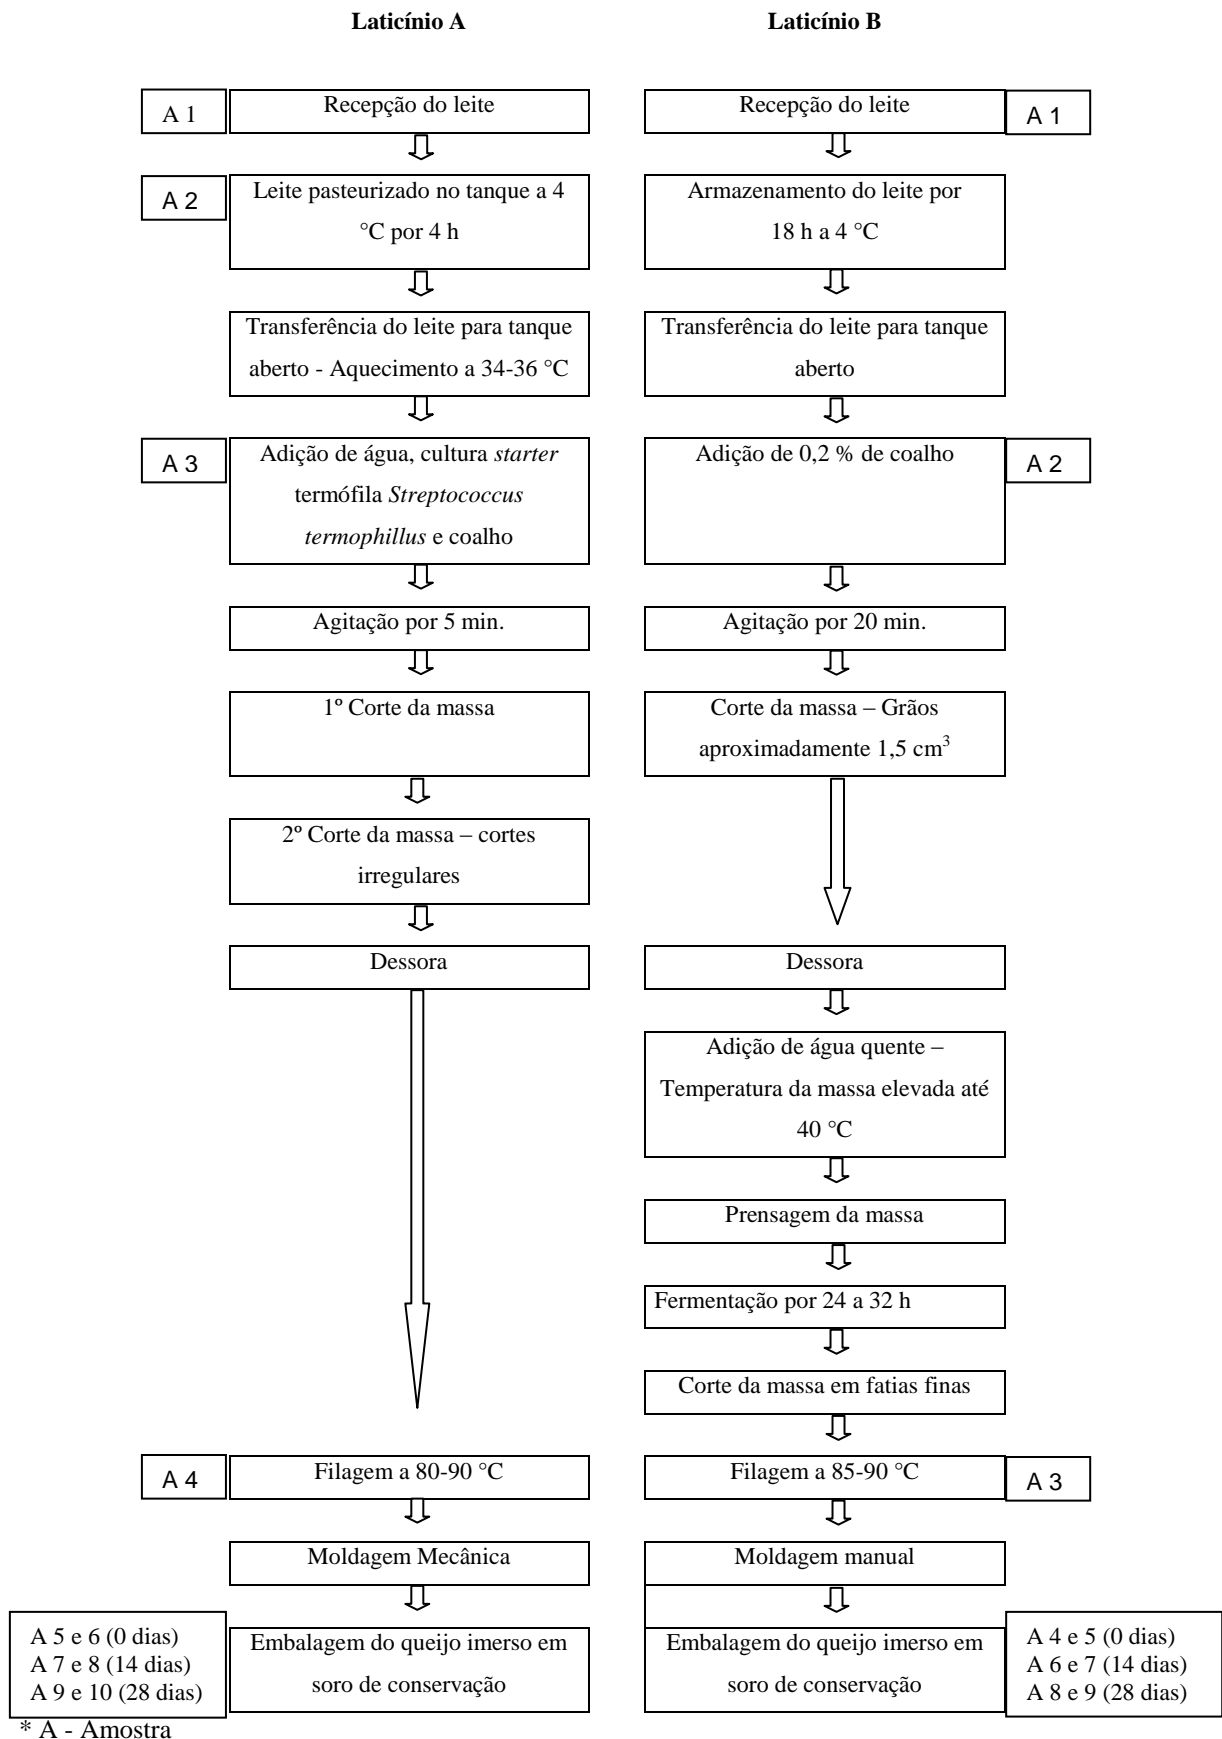 Laticínio A
Laticínio B
A 1
Recepção do leite
Recepção do leite
A 1
A 2
Leite pasteurizado no tanque a 4
°C por 4 h
Armazenamento do leite por
18 h a 4 °C
Transferência do leite para tanque
aberto - Aquecimento a 34-36 °C
Transferência do leite para tanque
aberto
A 3
Adição de água, cultura starter
termófila Streptococcus
termophillus e coalho
Adição de 0,2 % de coalho
A 2
Agitação por 5 min.
Agitação por 20 min.
1º Corte da massa
Corte da massa – Grãos
aproximadamente 1,5 cm³
2º Corte da massa – cortes
irregulares
Dessora
Dessora
Adição de água quente –
Temperatura da massa elevada até
40 °C
Prensagem da massa
Fermentação por 24 a 32 h
Corte da massa em fatias finas
A 4
Filagem a 80-90 °C
Filagem a 85-90 °C
A 3
Moldagem Mecânica
Moldagem manual
A 5 e 6 (0 dias)
A 7 e 8 (14 dias)
A 9 e 10 (28 dias)
Embalagem do queijo imerso em
soro de conservação
Embalagem do queijo imerso em
soro de conservação
A 4 e 5 (0 dias)
A 6 e 7 (14 dias)
A 8 e 9 (28 dias)
* A - Amostra